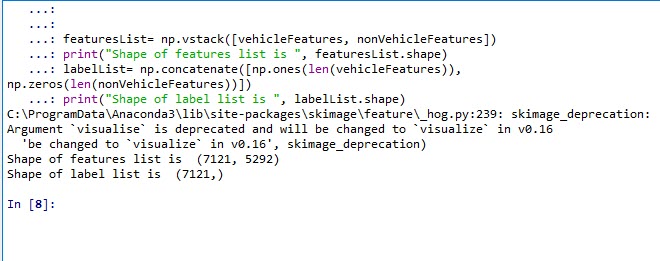 ...:
...:
...: featuresList= np.vstack([vehicleFeatures, nonVehicleFeatures])
...: print("Shape of features list is ", featuresList.shape)
...: labelList= np.concatenate([np.ones(len(vehicleFeatures)),
np.zeros(len(nonVehicleFeatures))])
...: print("Shape of label list is ", labelList.shape)
C:\ProgramData\Anaconda3\lib\site-packages\skimage\feature\_hog.py:239: skimage_deprecation:
Argument `visualise` is deprecated and will be changed to `visualize` in v0.16
'be changed to `visualize` in v0.16', skimage_deprecation)
Shape of features list is  (7121, 5292)
Shape of label list is  (7121,)
In [8]: